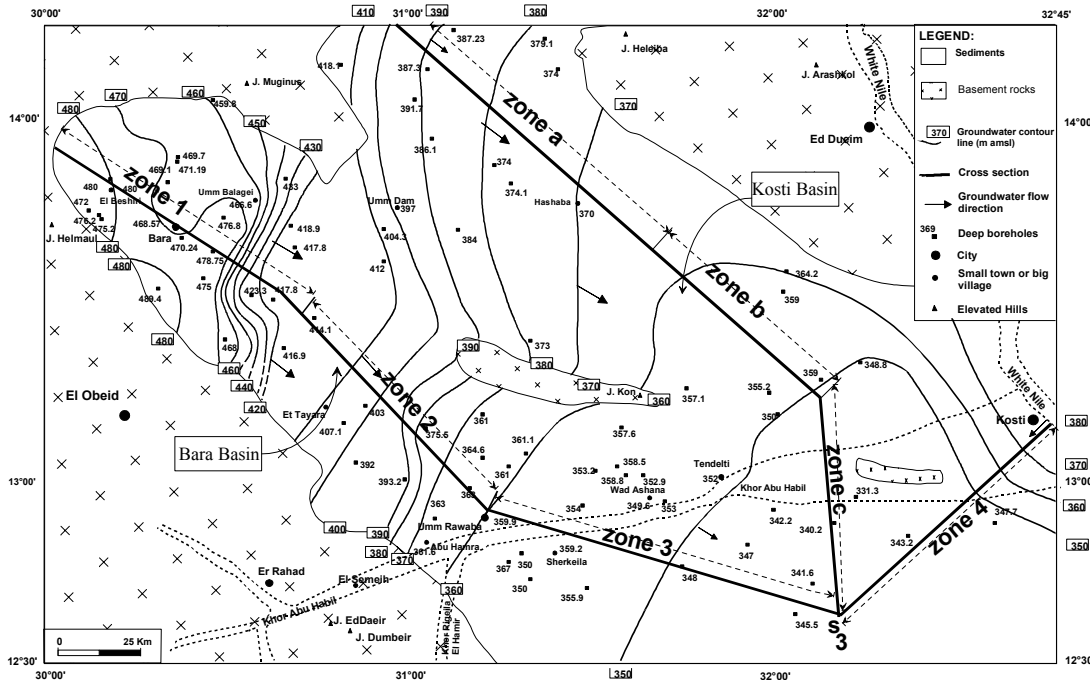 30°00'
410
31°00'
390
380
32°00'
32°45'
387.23
379.1
J. Heleiba
418.1
387.3
374
J. Arashkol
White Nile
J. Muginus
470
460
459.8
480
391.7
370
14°00'
450
zone a
14°00'
430
386.1
Ed Dueim
469.7
471.19
374
469.1
433
374.1
Kosti Basin
480
480
El Beshiri
zone 1
Umm Balagei
466.6
Umm Dam
397
Hashaba
370
472
476.2
475.2
468.57
476.8
418.9
J. Helmaul
Bara
404.3
384
470.24
417.8
480
478.75
412
480
475
zone b
364.2
489.4
423.3
417.8
359
414.1
480
468
416.9
390
373
380
460
359
348.8
370
White Nile
440
J. Kon
357.1
355.2
El Obeid
420
360
Et Tayara
403
zone 2
361
350
Kosti
380
407.1
375.5
357.6
Bara Basin
361.1
364.6
zone c
392
361
353.2
358.5
Tendelti
370
393.2
358.8
352.9
352
13°00'
13°00'
363
Wad Ashana
Khor Abu Habil
331.3
zone 4
363
354
349.6
353
342.2
360
400
Umm Rawaba
359.9
340.2
347.7
390
zone 3
343.2
380
Abu Hamra
359.2
347
350
370
350
Sherkeila
367
348
Er Rahad
El Semeih
350
341.6
360
355.9
Khor Abu Habil
J. EdDaeir
345.5
S
3
J. Dumbeir
El Hamir
0
25 Km
12°30'
12°30'
30°00'
31°00'
350
32°00'
LEGEND:
Sediments
Basement rocks
370
Groundwater contour
line (m amsl)
Cross section
Groundwater flow
direction
369
Deep boreholes
City
Small town or big
village
Elevated Hills